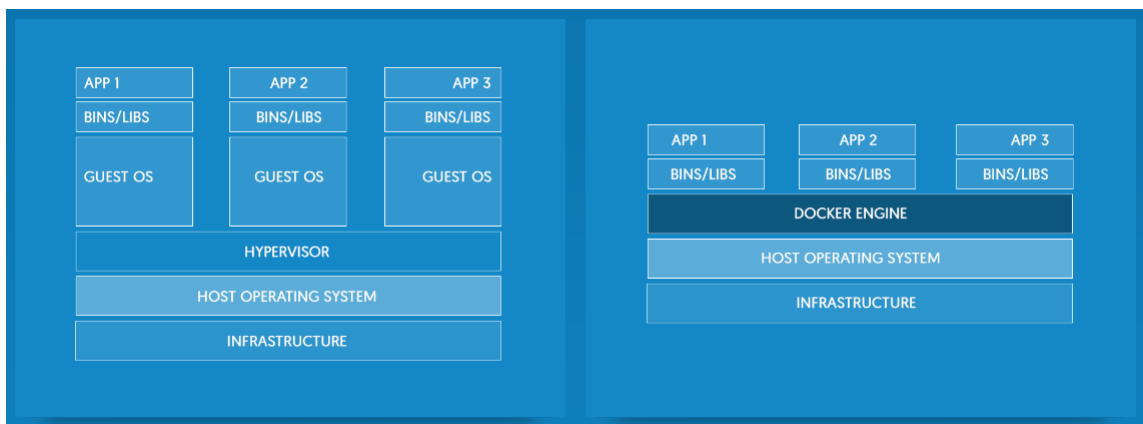 APP 1 APP 2 APP 3
BINS/LIBS BINS/LIBS BINS/LIBS
GUEST OS GUEST OS GUEST OS
HYPERVISOR
HOST OPERATING SYSTEM
INFRASTRUCTURE
APP 1 APP 2 APP 3
BINS/LIBS BINS/LIBS BINS/LIBS
DOCKER ENGINE
HOST OPERATING SYSTEM
INFRASTRUCTURE